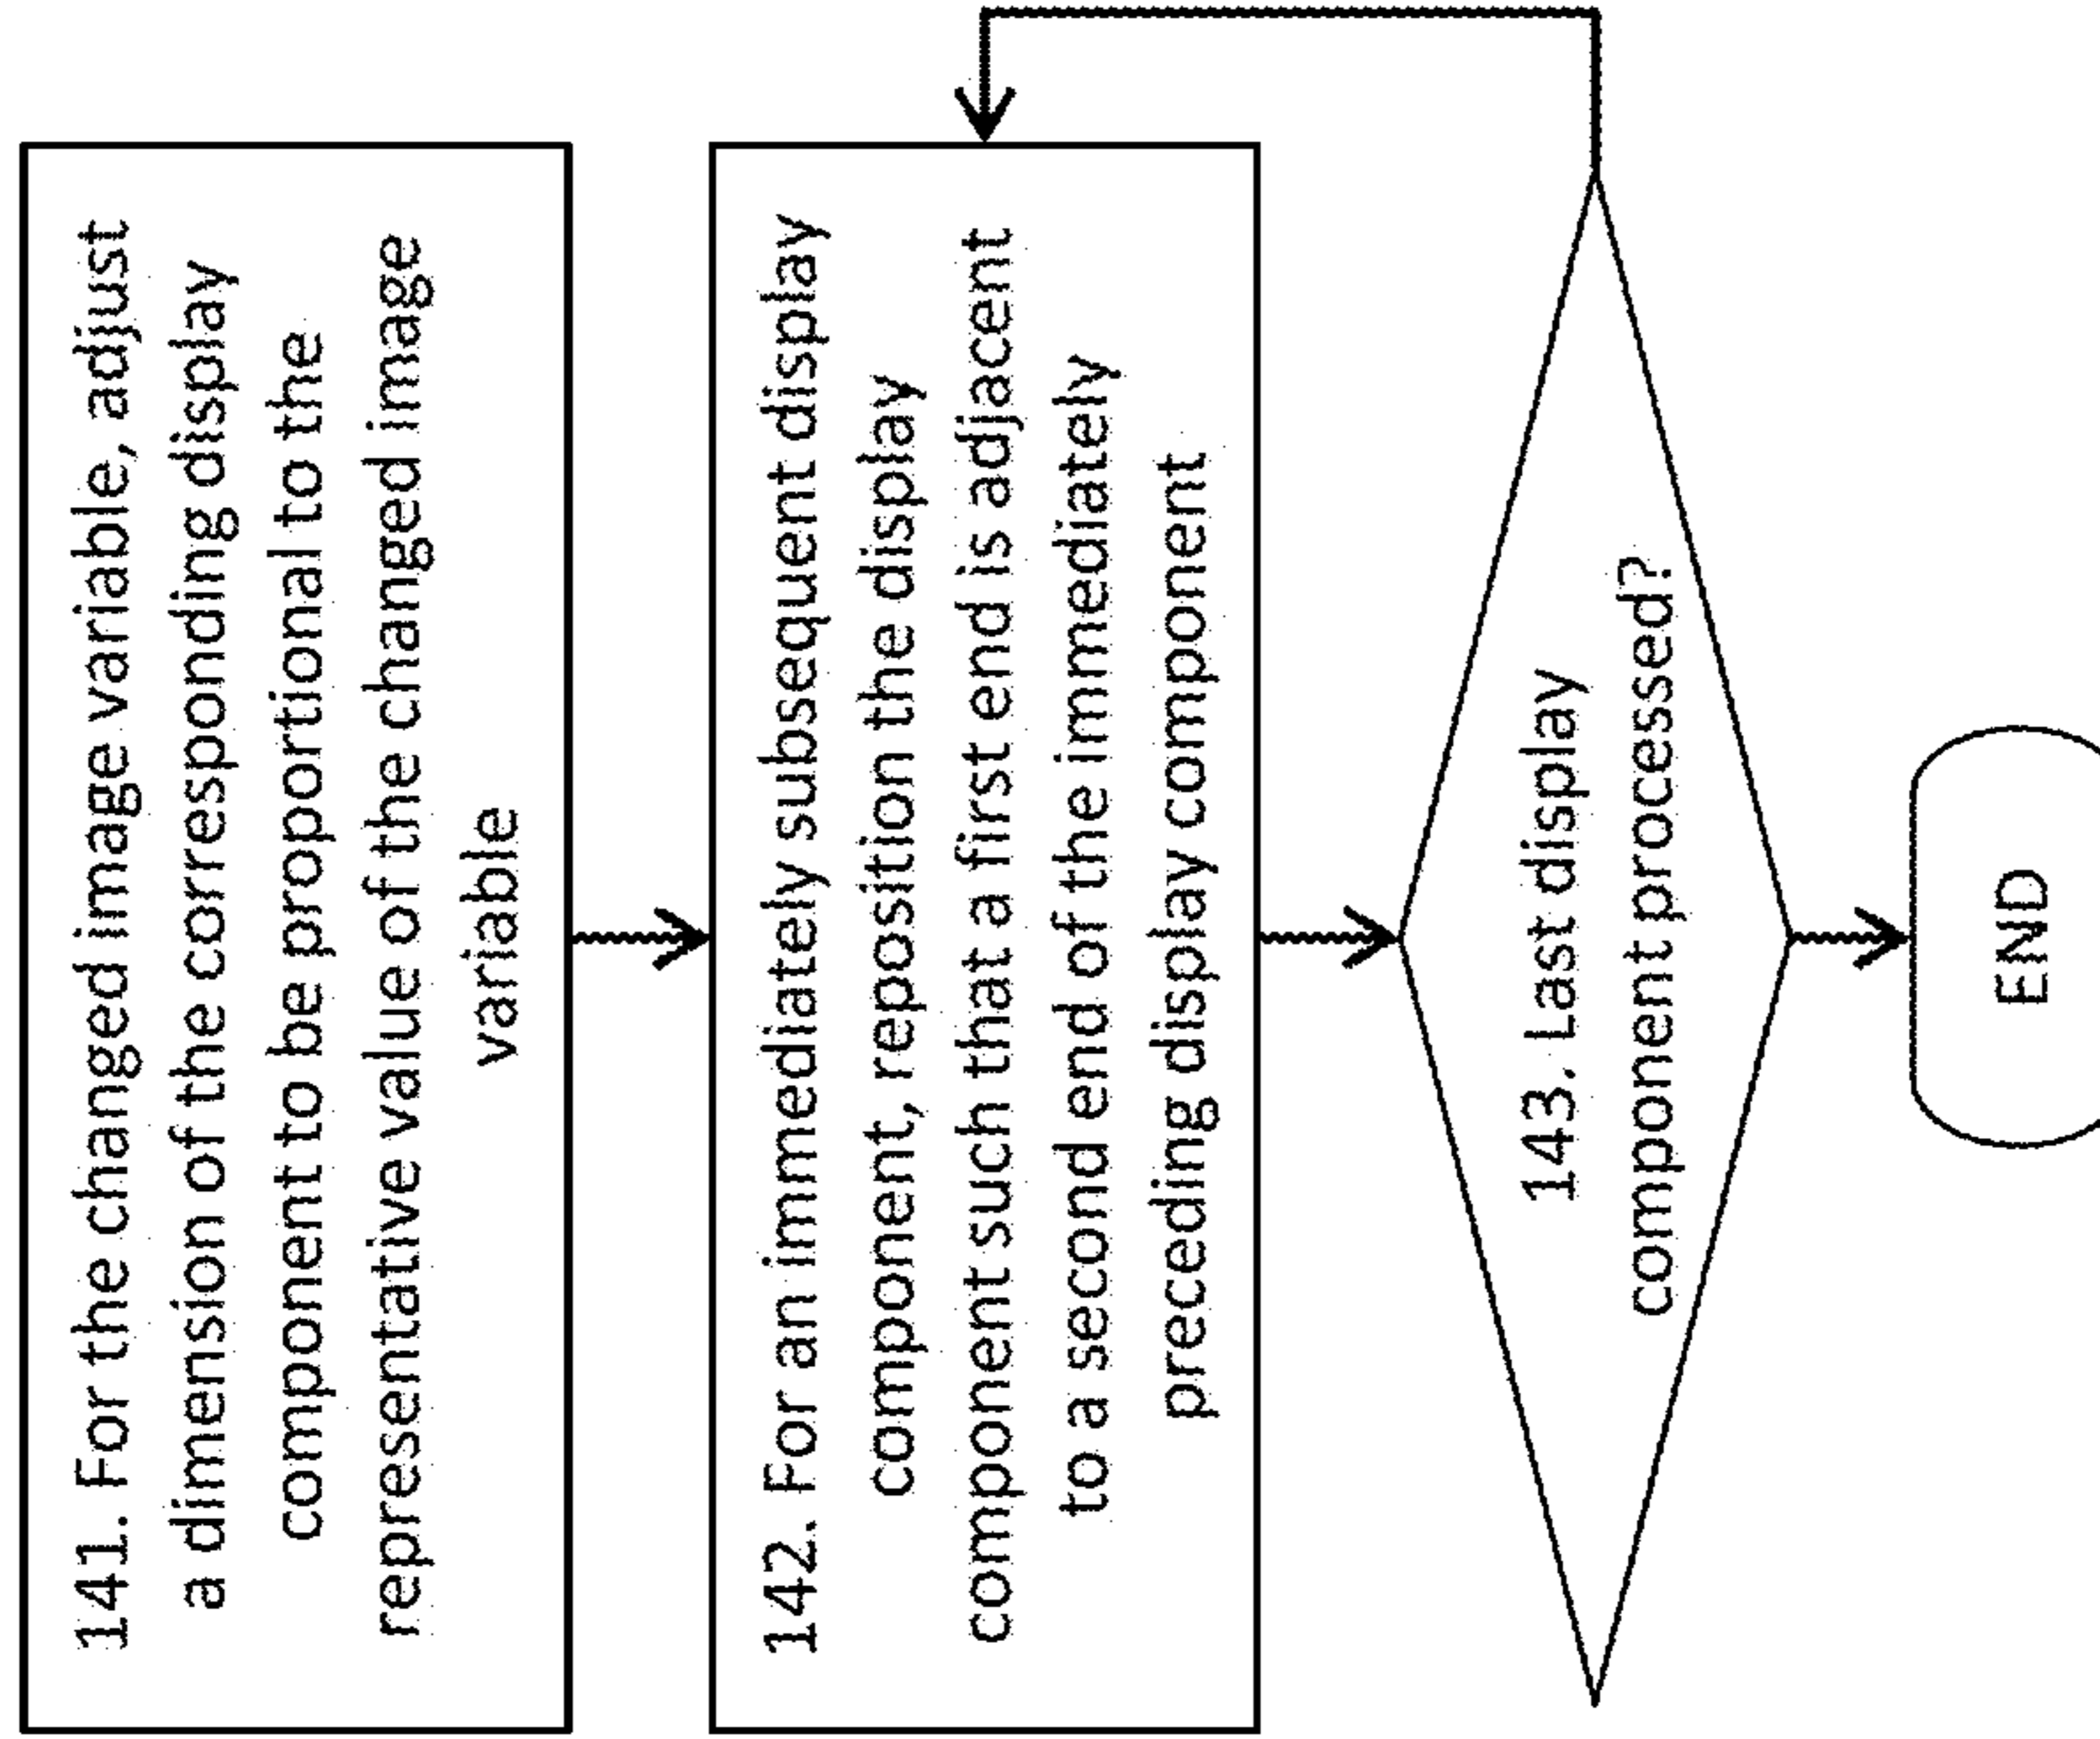 141. For the changed image variable, adjust
a dimension of the corresponding display
component to be proportional to the
representative value of the changed image
variable
142. For an immediately subsequent display
component, reposition the display
component such that a first end is adjacent
to a second end of the immediately
preceding display component
143. Last display
component processed?
END